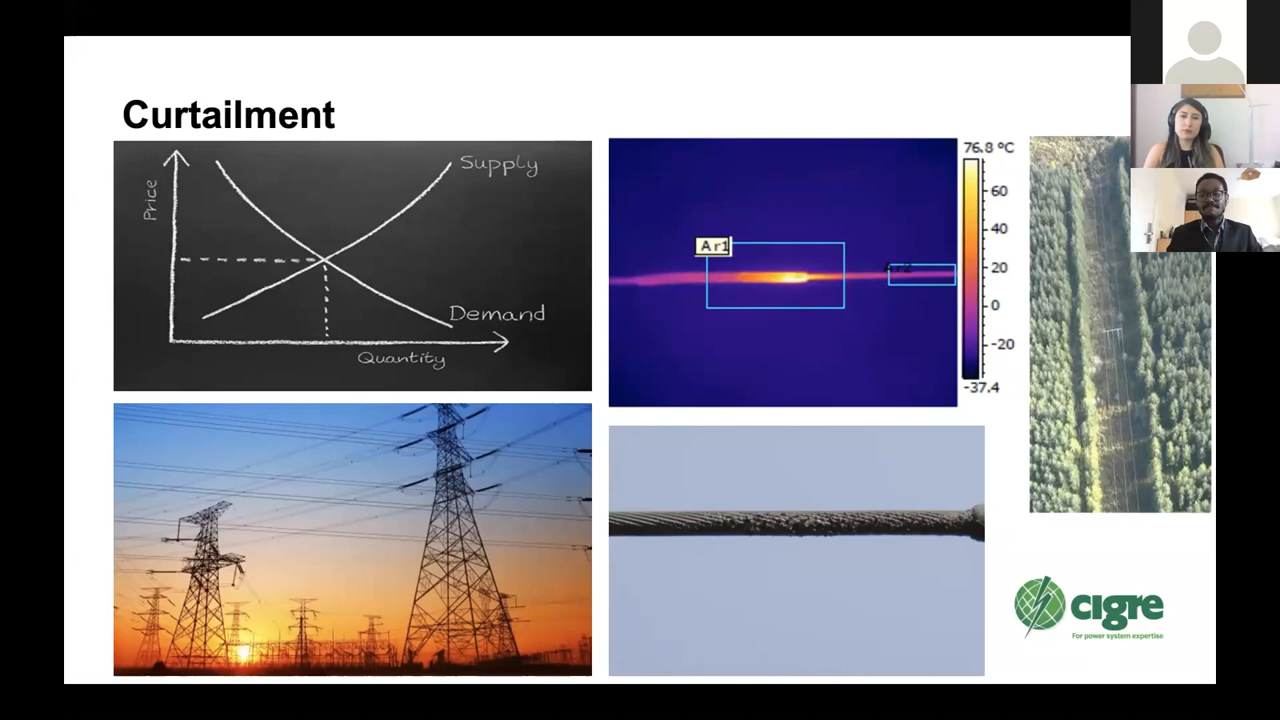 Curtailment
Price
Supply
Demand
Quantity
Ar1
Ar2
76.8 °C
60
40
20
0
-20
-37.4
cigre
For power system expertise